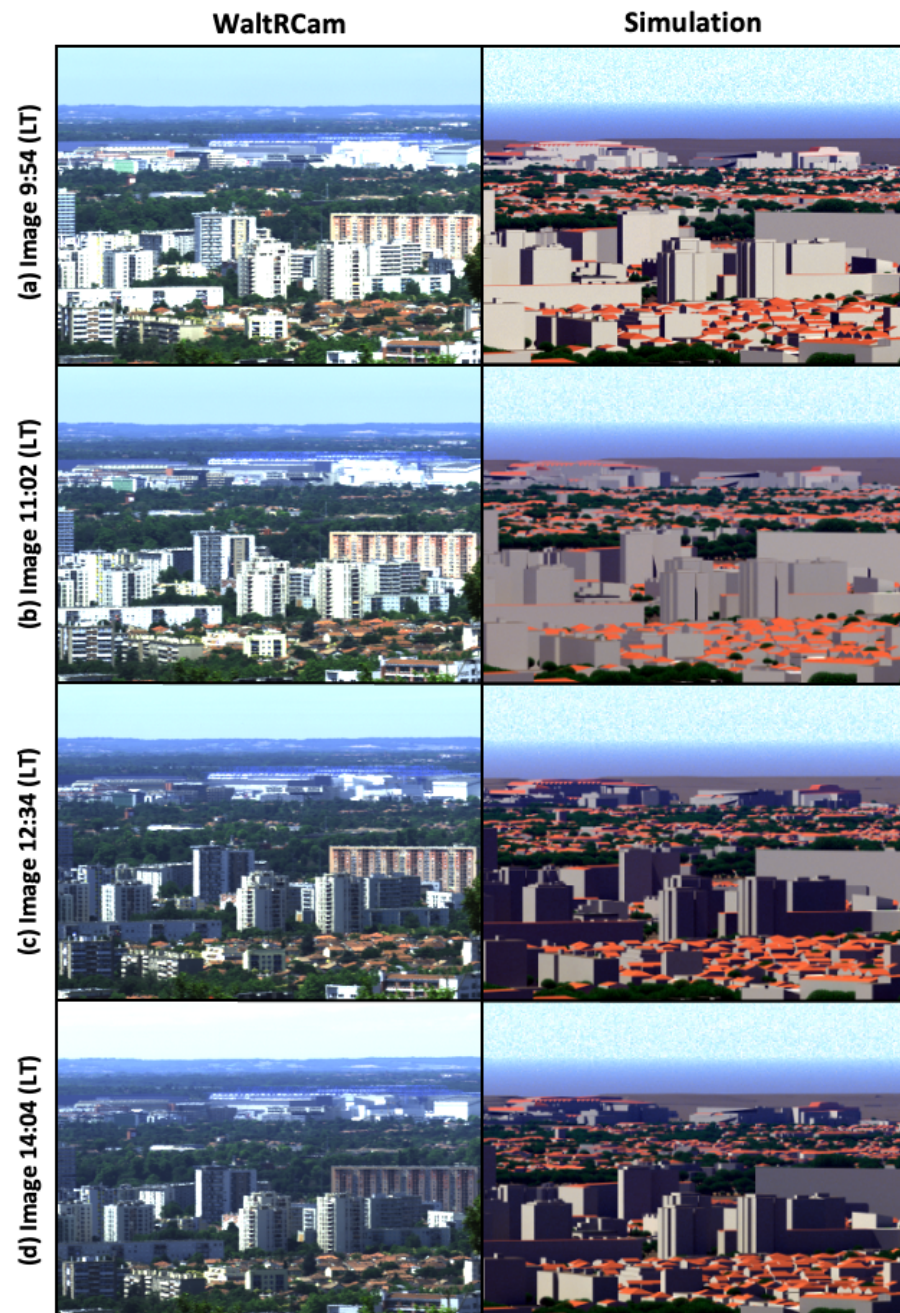 WaltRCam Simulation
(a) Image 9:54 (LT)
(b) Image 11:02 (LT)
(c) Image 12:34 (LT)
(d) Image 14:04 (LT)